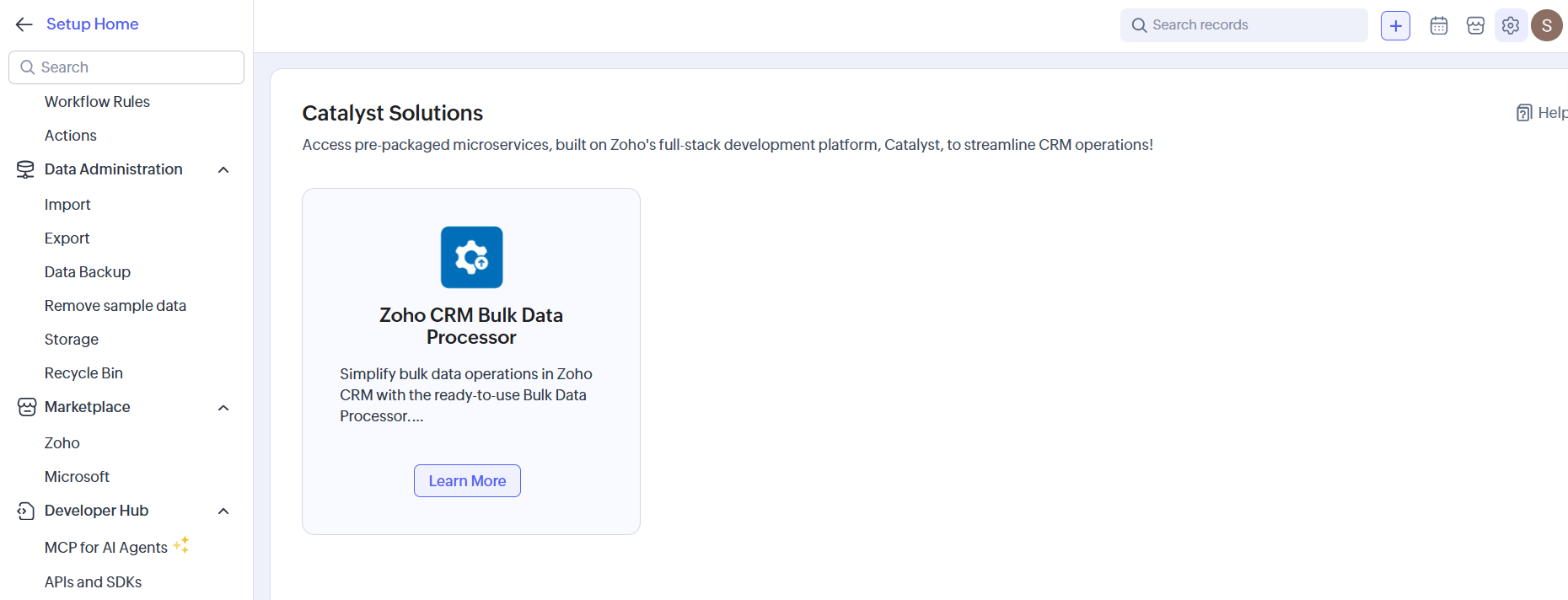 Setup Home
Search
Workflow Rules
Actions
Data Administration
Import
Export
Data Backup
Remove sample data
Storage
Recycle Bin
Marketplace
Zoho
Microsoft
Developer Hub
MCP for AI Agents
APIs and SDKs
Search records
S
Catalyst Solutions
Help
Access pre-packaged microservices, built on Zoho's full-stack development platform, Catalyst, to streamline CRM operations!
Zoho CRM Bulk Data
Processor
Simplify bulk data operations in Zoho
CRM with the ready-to-use Bulk Data
Processor....
Learn More